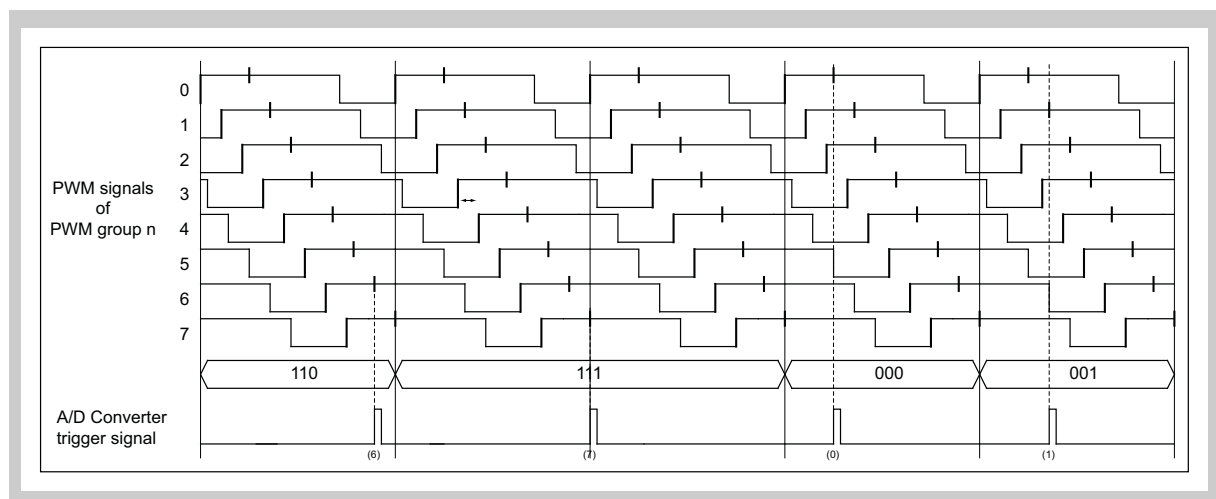 0
1
2
PWM signals
of
PWM group n
3
4
5
6
7
110 111 000 001
A/D Converter
trigger signal
(6) (7) (0) (1)